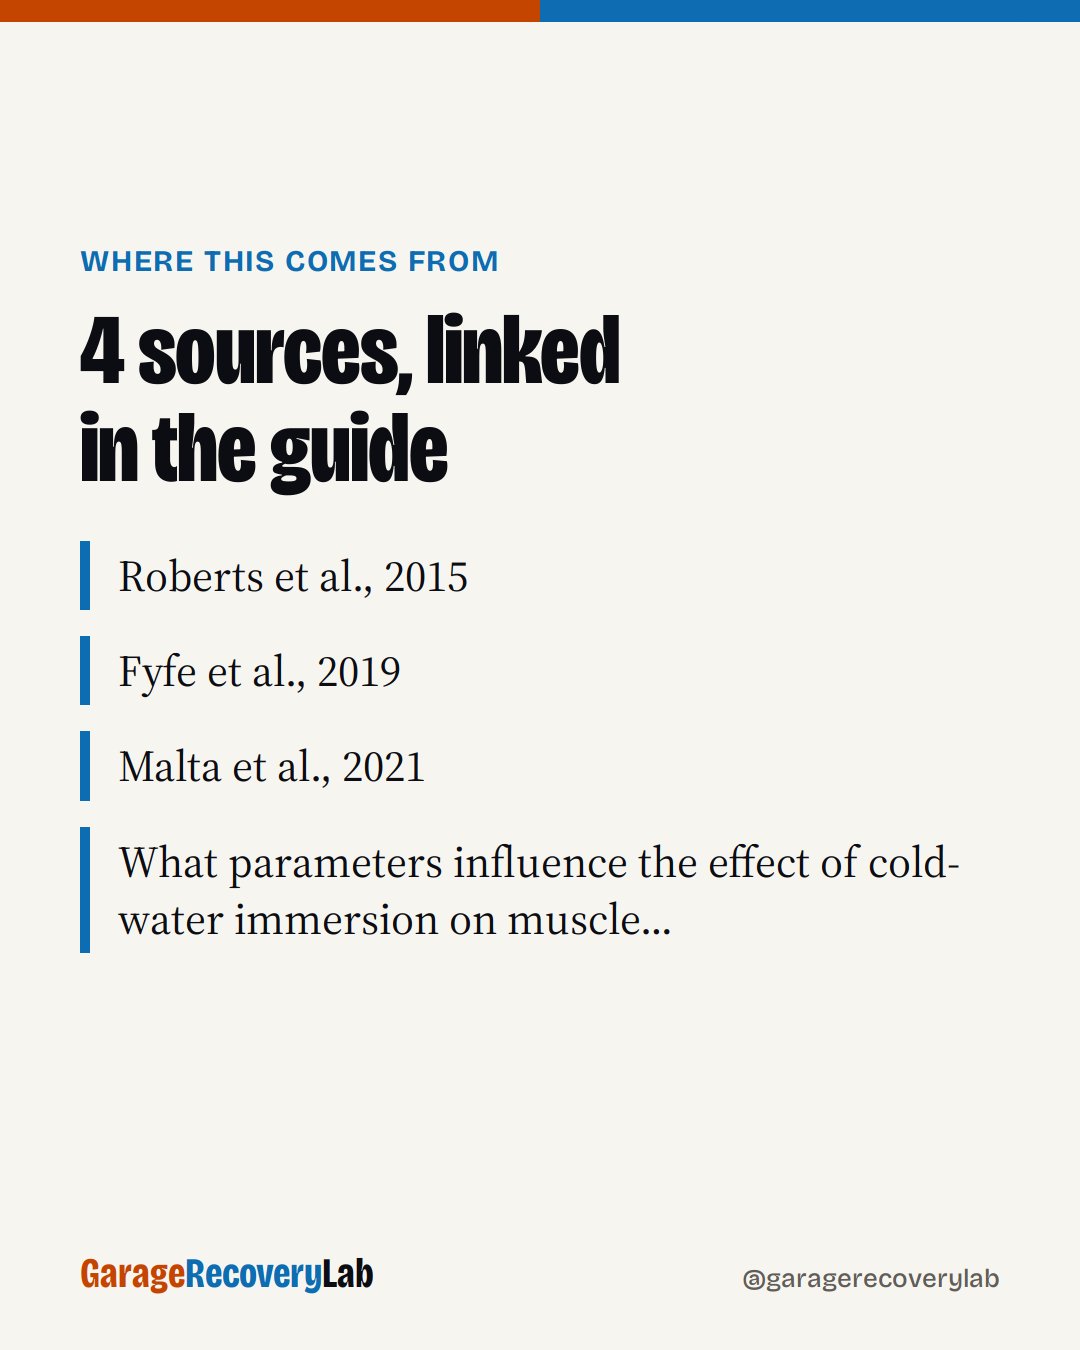 WHERE THIS COMES FROM
4 sources, linked
in the guide
Roberts et al., 2015
Fyfe et al., 2019
Malta et al., 2021
What parameters influence the effect of cold-
water immersion on muscle...
GarageRecoveryLab
@garagerecoverylab